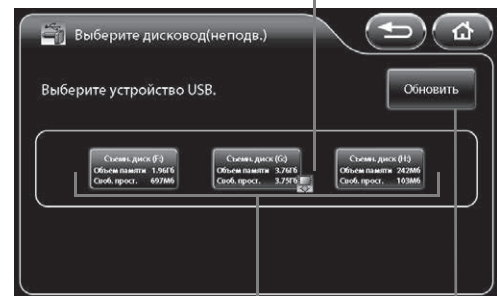 Выберите дисковод(неподв.)
Выберите устройство USB.
Обновить
Съемн. диск (F:)
Объем памяти 1.96Гб
Своб. прост. 697Мб
Съемн. диск (G:)
Объем памяти 3.76Гб
Своб. прост. 3.75Гб
Съемн. диск (H:)
Объем памяти 242Мб
Своб. прост. 103Мб